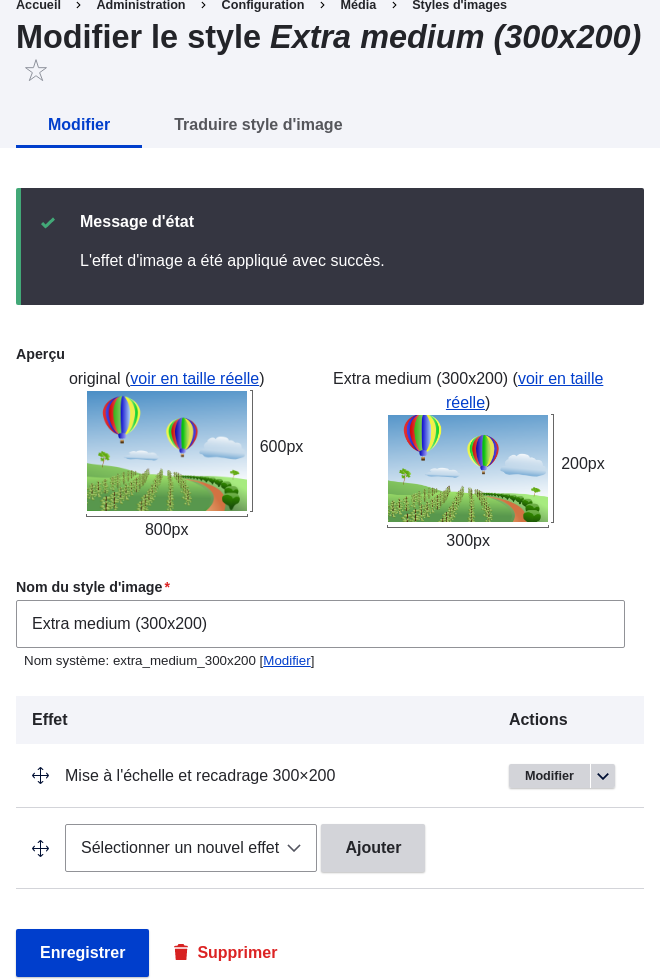 Accueil > Administration > Configuration > Média > Styles d'images
Modifier le style Extra medium (300x200)
Modifier
Traduire style d'image
Message d'état
L'effet d'image a été appliqué avec succès.
Aperçu
original (voir en taille réelle)
600px
800px
Extra medium (300x200) (voir en taille
réelle)
200px
300px
Nom du style d'image*
Extra medium (300x200)
Nom système: extra_medium_300x200 [Modifier]
Effet
Actions
Mise à l'échelle et recadrage 300×200
Modifier
Sélectionner un nouvel effet
Ajouter
Enregistrer
Supprimer